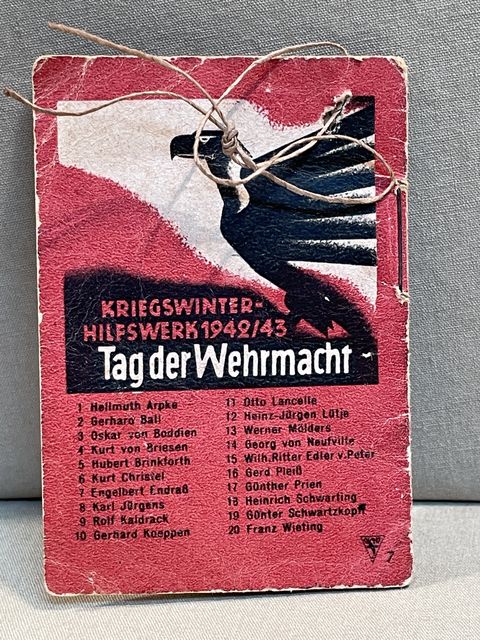 KRIEGSWINTER-
HILFSWERK 1942/43
Tag der Wehrmacht
1 Hellmuth Arpke
2 Gerhard Ball
3 Oskar von Boddien
4 Kurt von Briesen
5 Hubert Brinkforth
6 Kurt Christel
7 Engelbert Endraß
8 Karl Jürgens
9 Rolf Kaldrack
10 Gerhard Koeppen
11 Otto Lancelle
12 Heinz-Jürgen Lütje
13 Werner Mölders
14 Georg von Neufville
15 Wilh. Ritter Edler v. Peter
16 Gerd Pleiß
17 Günther Prien
18 Heinrich Schwarting
19 Günter Schwartzkopff
20 Franz Wieting
7